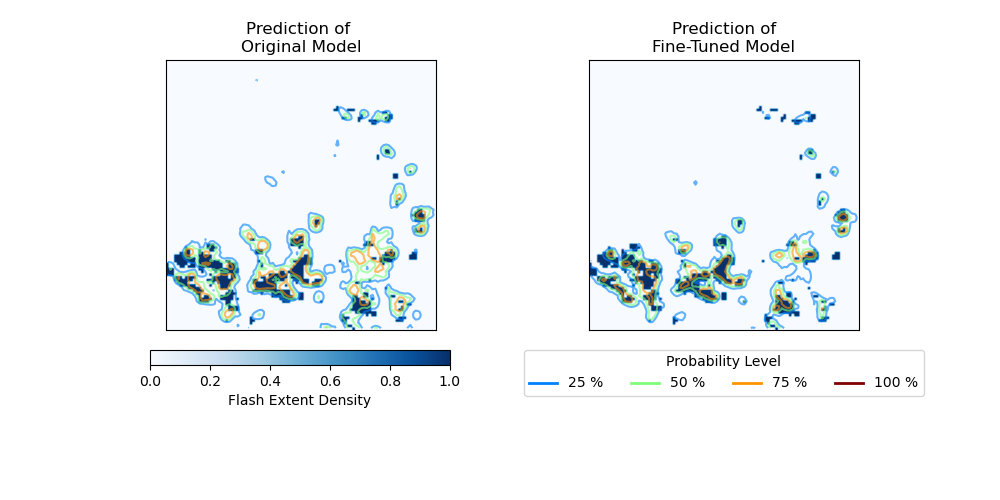 Prediction of
Original Model
Prediction of
Fine-Tuned Model
0.0 0.2 0.4 0.6 0.8 1.0
Flash Extent Density
Probability Level
25 % 50 % 75 % 100 %